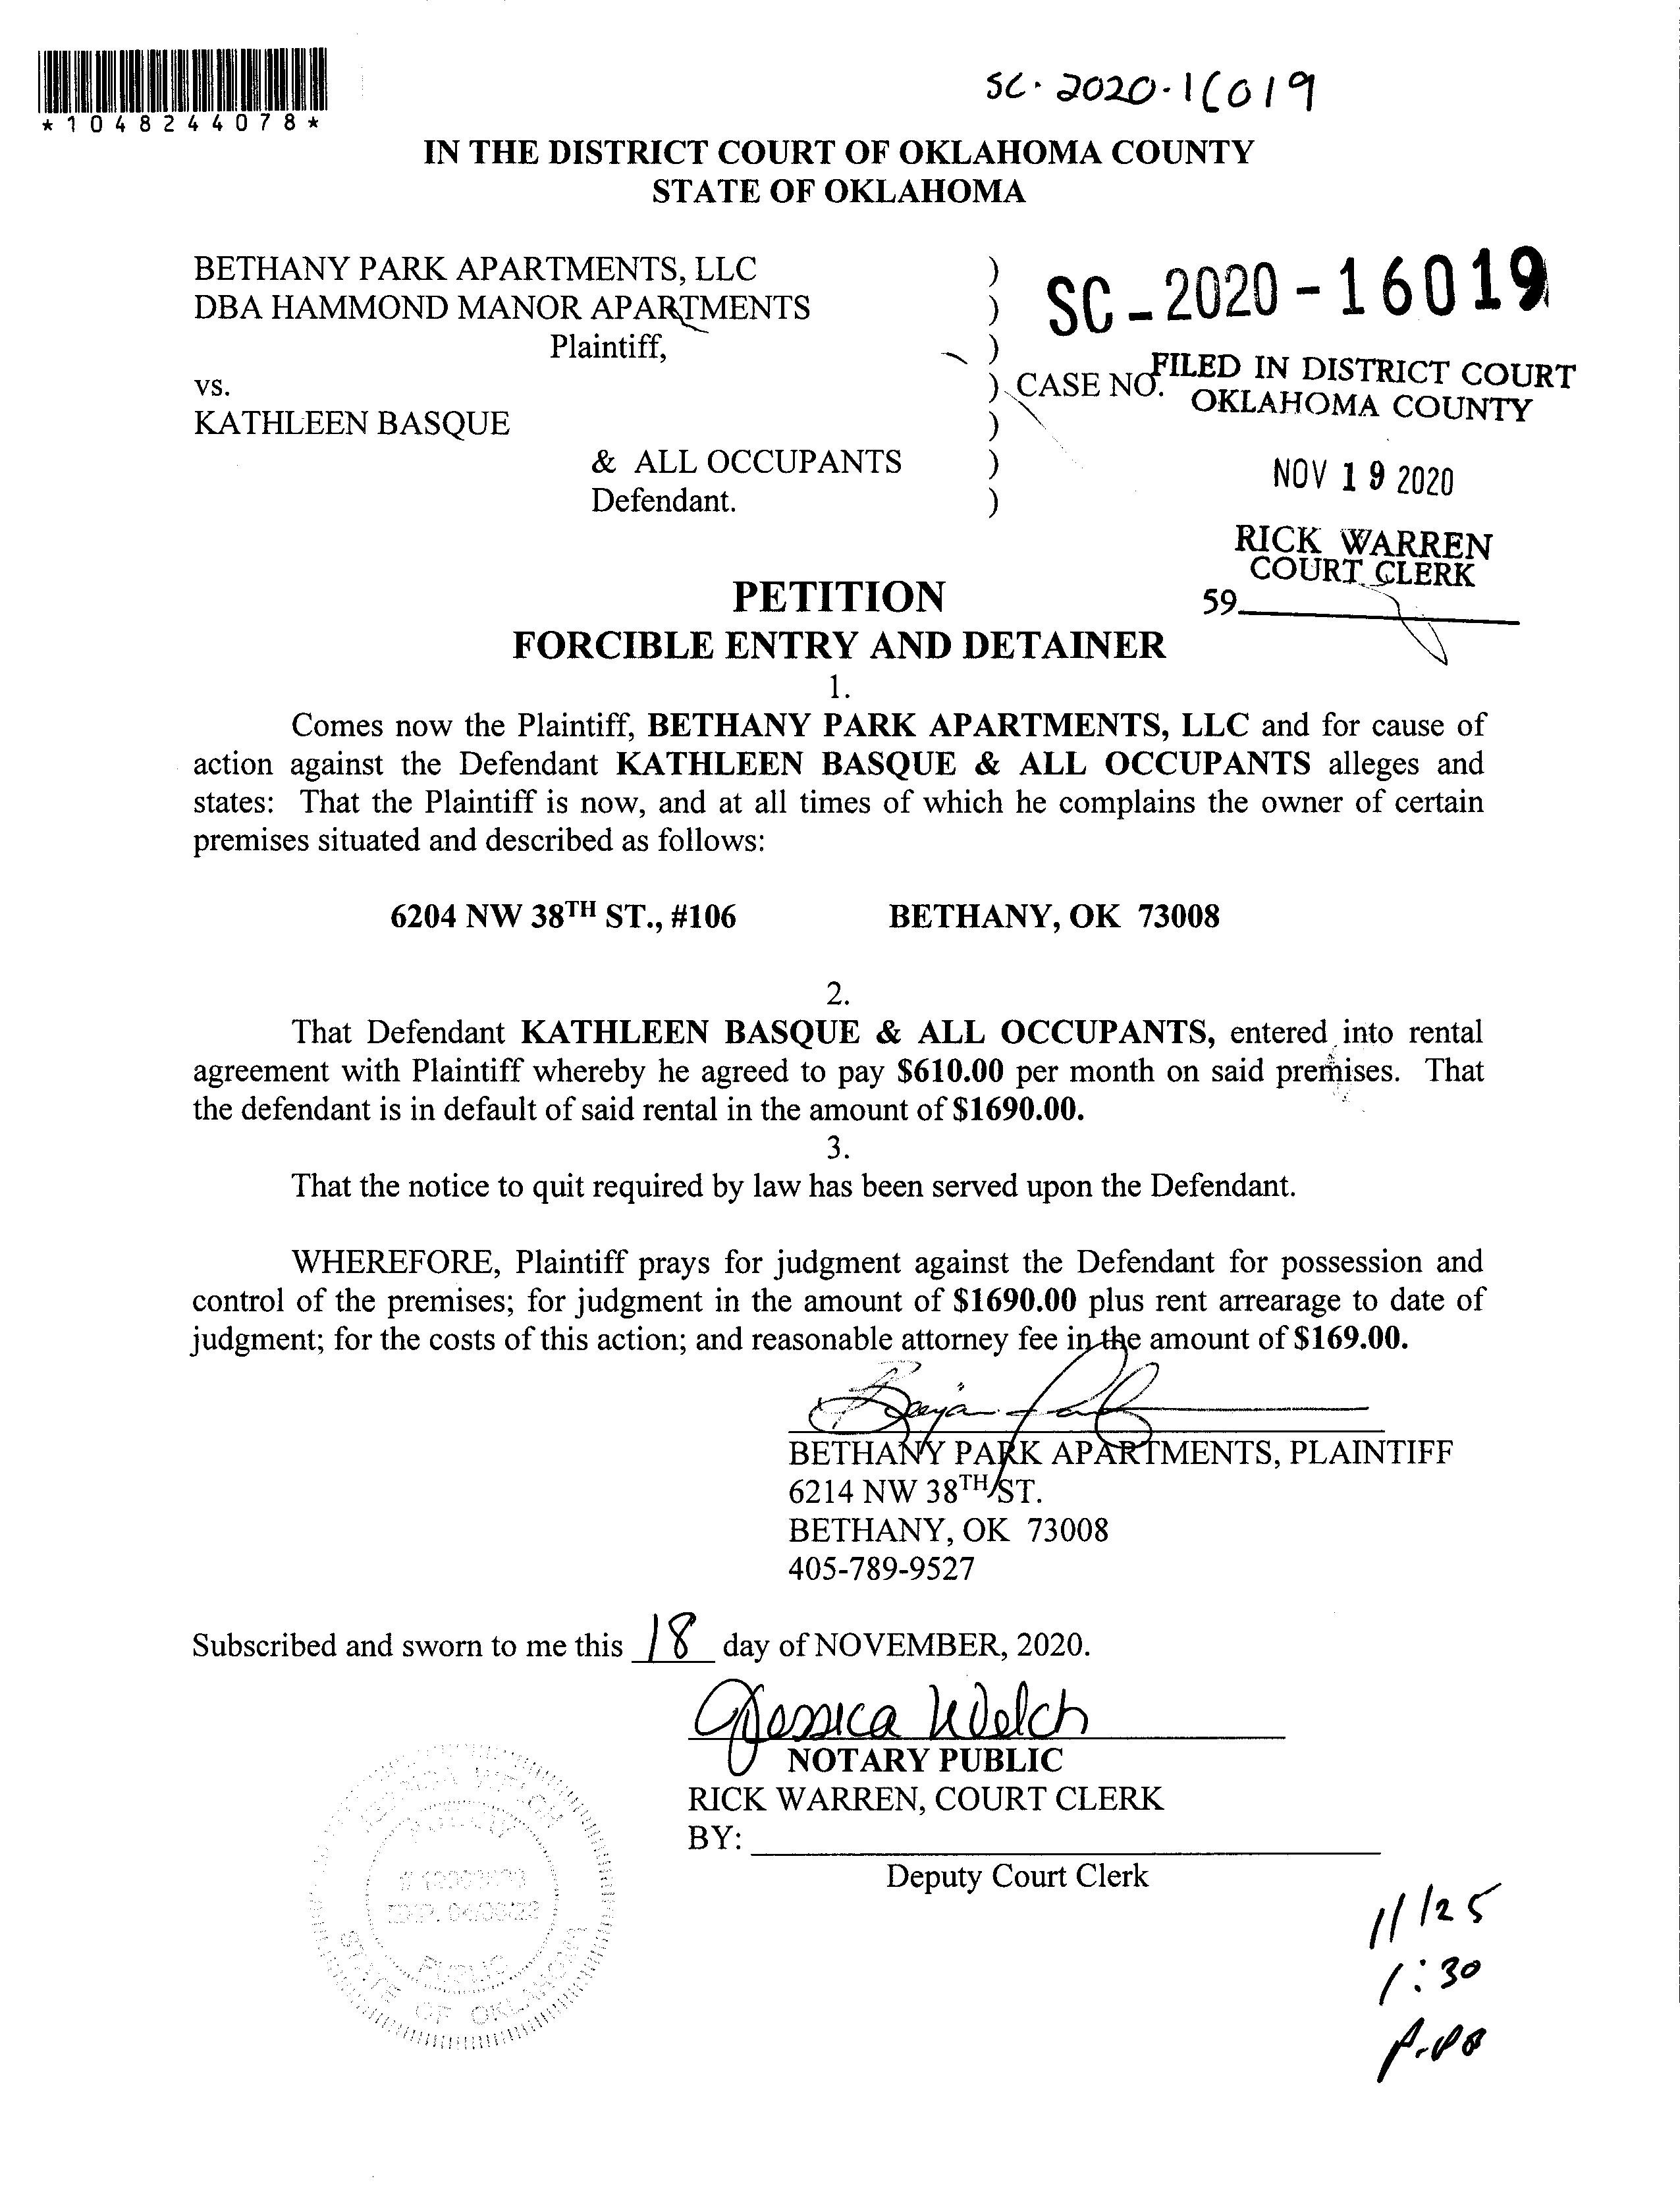 *1048244078*
SC-2020-16019
IN THE DISTRICT COURT OF OKLAHOMA COUNTY
STATE OF OKLAHOMA
BETHANY PARK APARTMENTS, LLC )
DBA HAMMOND MANOR APARTMENTS )
Plaintiff, )
SC-2020-16019
vs. ) CASE NO.
FILED IN DISTRICT COURT
OKLAHOMA COUNTY
KATHLEEN BASQUE )
& ALL OCCUPANTS )
Defendant. )
NOV 19 2020
RICK WARREN
COURT CLERK
59
PETITION
FORCIBLE ENTRY AND DETAINER
1.
Comes now the Plaintiff, BETHANY PARK APARTMENTS, LLC and for cause of
action against the Defendant KATHLEEN BASQUE & ALL OCCUPANTS alleges and
states: That the Plaintiff is now, and at all times of which he complains the owner of certain
premises situated and described as follows:
6204 NW 38TH ST., #106 BETHANY, OK 73008
2.
That Defendant KATHLEEN BASQUE & ALL OCCUPANTS, entered into rental
agreement with Plaintiff whereby he agreed to pay $610.00 per month on said premises. That
the defendant is in default of said rental in the amount of $1690.00.
3.
That the notice to quit required by law has been served upon the Defendant.
WHEREFORE, Plaintiff prays for judgment against the Defendant for possession and
control of the premises; for judgment in the amount of $1690.00 plus rent arrearage to date of
judgment; for the costs of this action; and reasonable attorney fee in the amount of $169.00.
BETHANY PARK APARTMENTS, PLAINTIFF
6214 NW 38TH ST.
BETHANY, OK 73008
405-789-9527
Subscribed and sworn to me this 18 day of NOVEMBER, 2020.
Jessica Welch
NOTARY PUBLIC
RICK WARREN, COURT CLERK
BY:
Deputy Court Clerk
JESSICA WELCH
PUBLIC
STATE OF OKLAHOMA
11/25
1:30